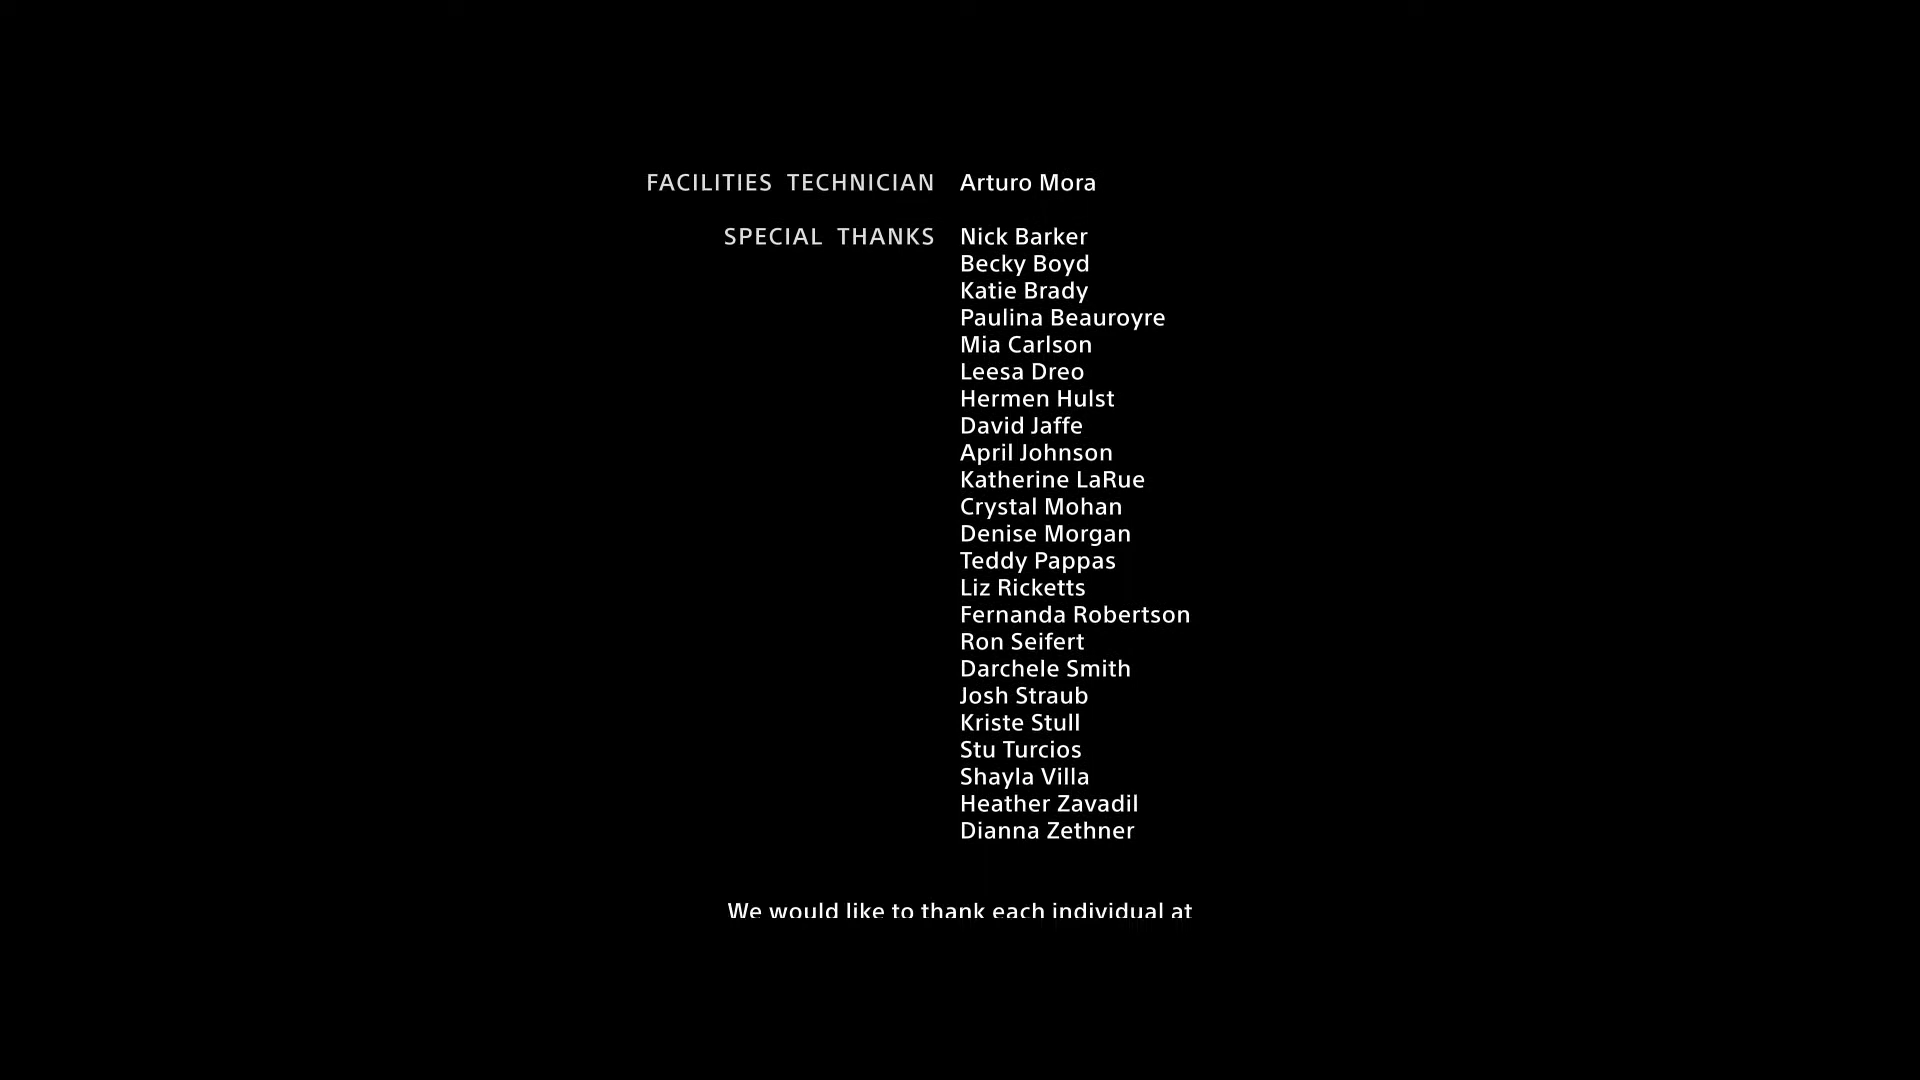 FACILITIES TECHNICIAN Arturo Mora
SPECIAL THANKS Nick Barker
Becky Boyd
Katie Brady
Paulina Beauroyre
Mia Carlson
Leesa Dreo
Hermen Hulst
David Jaffe
April Johnson
Katherine LaRue
Crystal Mohan
Denise Morgan
Teddy Pappas
Liz Ricketts
Fernanda Robertson
Ron Seifert
Darchele Smith
Josh Straub
Kriste Stull
Stu Turcios
Shayla Villa
Heather Zavadil
Dianna Zethner
We would like to thank each individual at